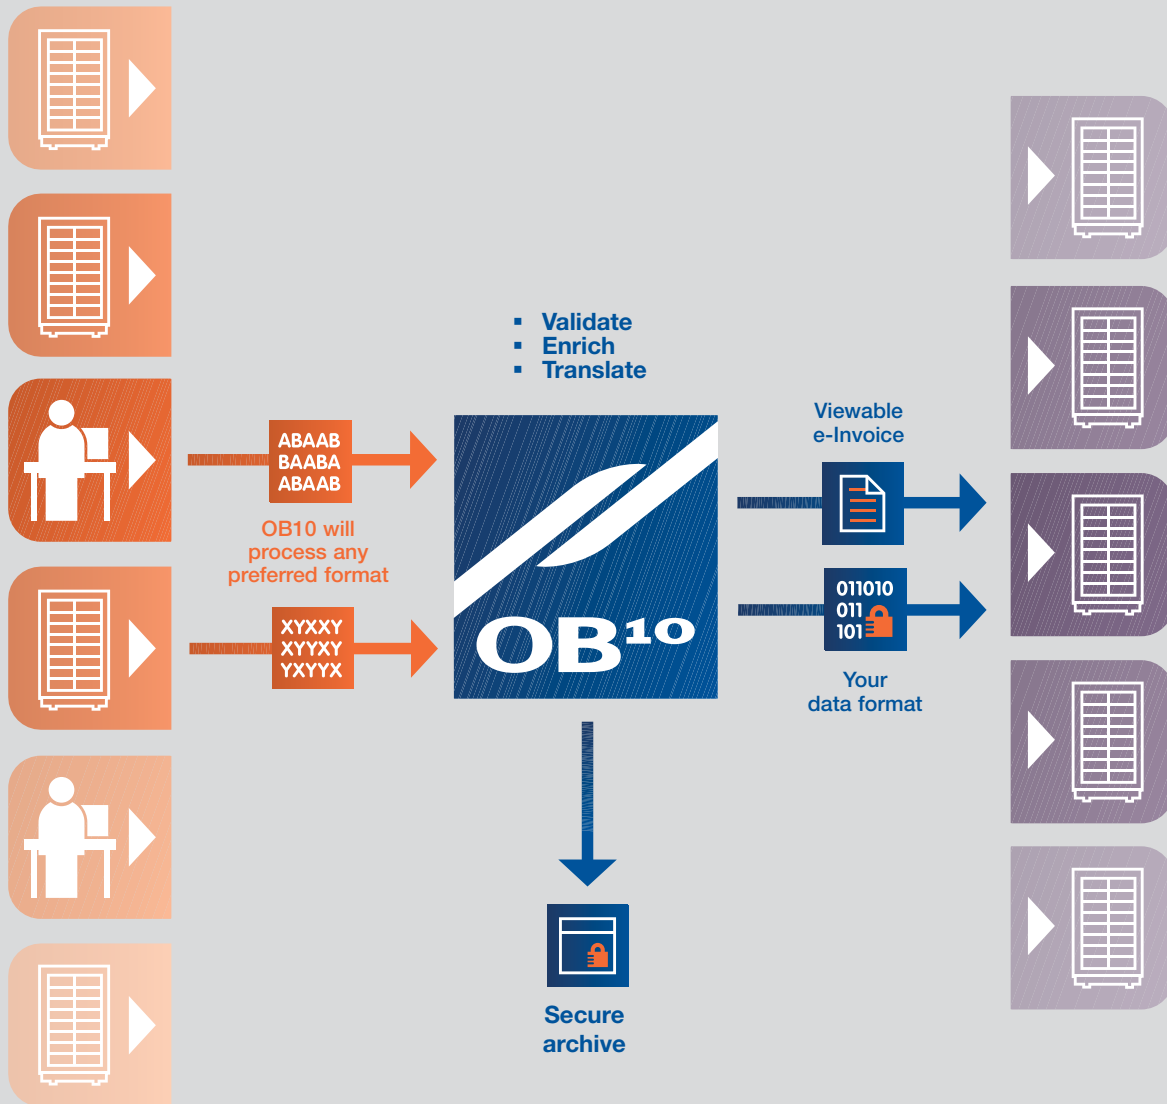 ▪ Validate
▪ Enrich
▪ Translate
ABAAB
BAABA
ABAAB
OB10 will
process any
preferred format
XYXXY
XYYXY
YXYYX
OB¹⁰
Viewable
e-Invoice
011010
011
101
Your
data format
Secure
archive